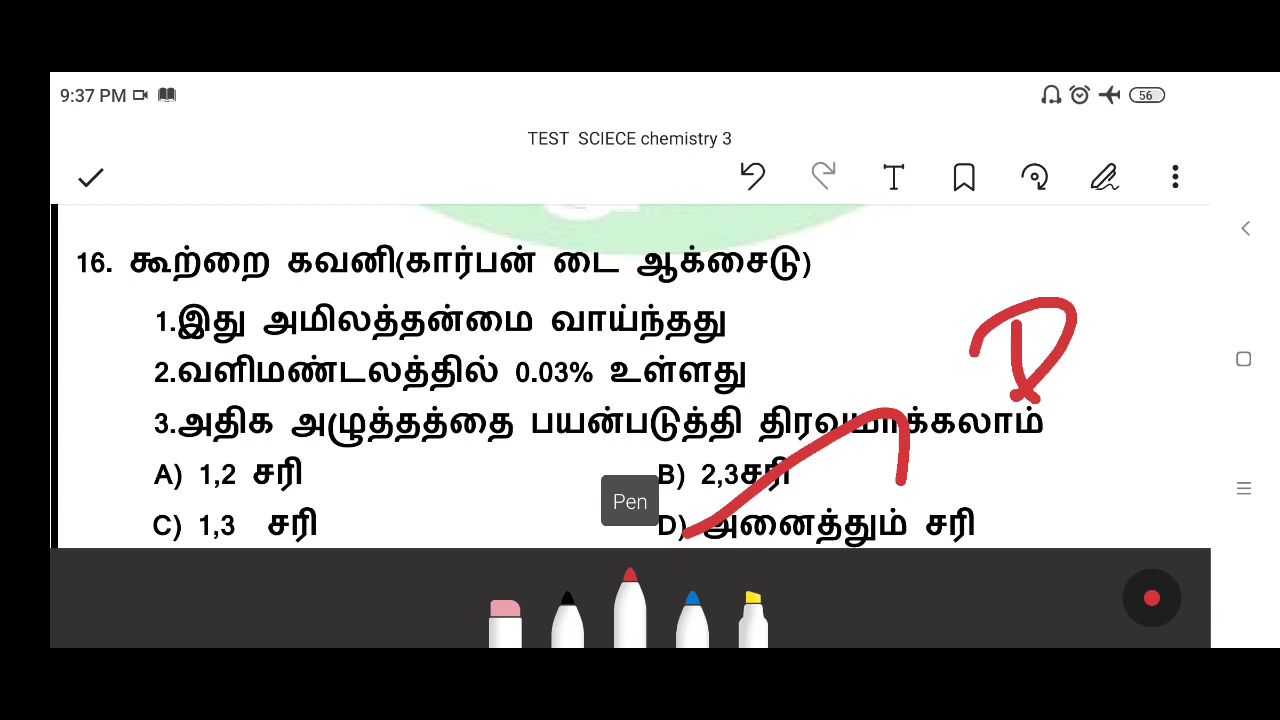 9:37 PM
56
TEST SCIECE chemistry 3
16. கூற்றை கவனி(கார்பன் டை ஆக்சைடு)
1.இது அமிலத்தன்மை வாய்ந்தது
D
2.வளிமண்டலத்தில் 0.03% உள்ளது
3.அதிக அழுத்தத்தை பயன்படுத்தி திரவமாக்கலாம்
A) 1,2 சரி B) 2,3சரி
Pen
C) 1,3 சரி D) அனைத்தும் சரி